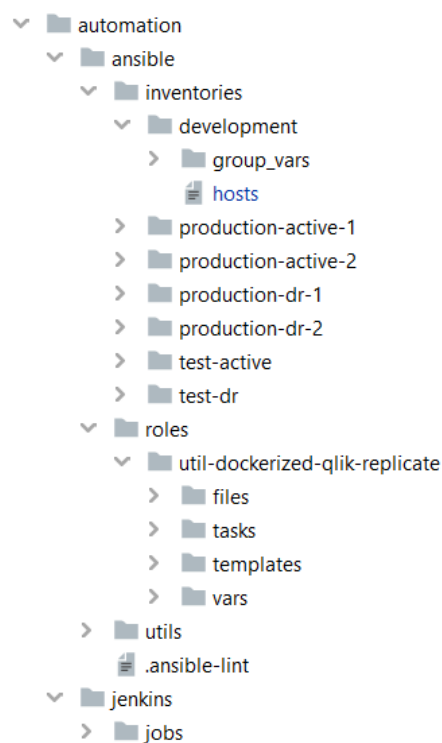 automation
ansible
inventories
development
group_vars
hosts
production-active-1
production-active-2
production-dr-1
production-dr-2
test-active
test-dr
roles
util-dockerized-qlik-replicate
files
tasks
templates
vars
utils
.ansible-lint
jenkins
jobs